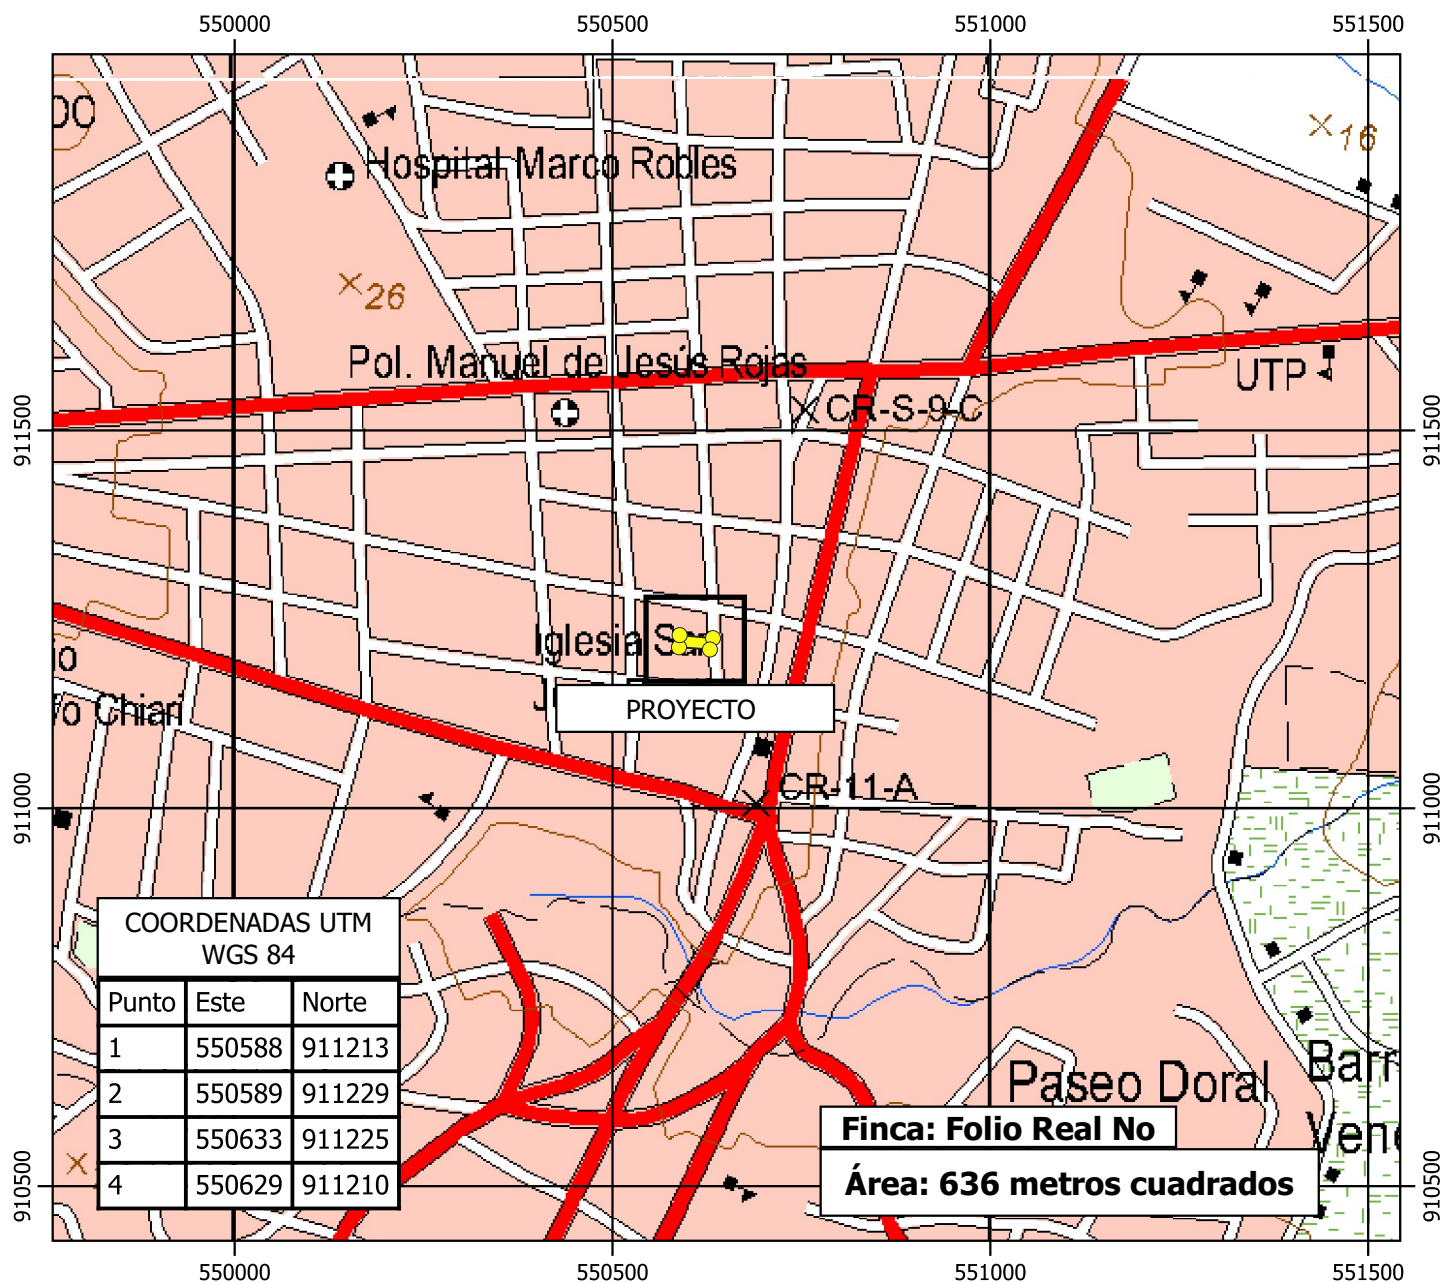 550000 550500 551000 551500
16
Hospital Marco Robles
26
Pol. Manuel de Jesús Rojas
UTP
CR-S-9-C
911500 911500
Iglesia San
PROYECTO
Chiari
CR-11-A
911000 911000
COORDENADAS UTM
WGS 84
Punto Este Norte
1 550588 911213
2 550589 911229
3 550633 911225
4 550629 911210
Paseo Doral
Finca: Folio Real No
Área: 636 metros cuadrados
910500 910500
550000 550500 551000 551500